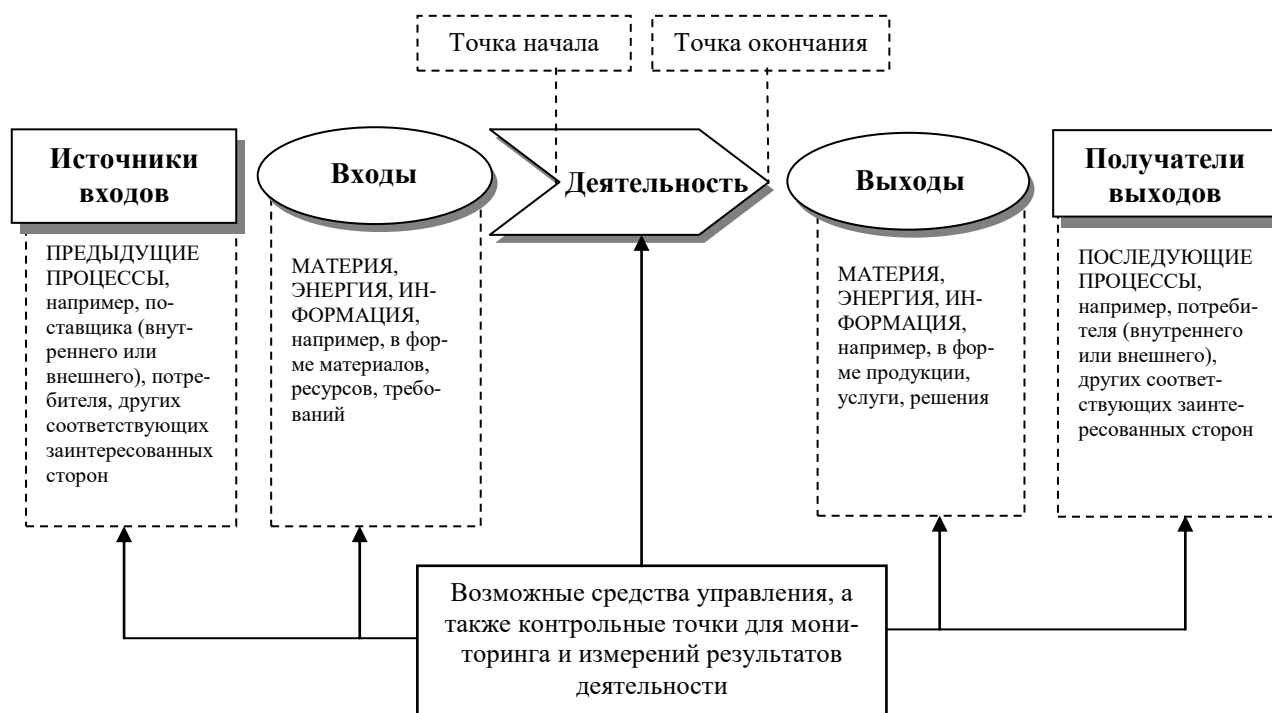 Точка начала
Точка окончания
Источники
входов
Входы
Деятельность
Выходы
Получатели
выходов
ПРЕДЫДУЩИЕ
ПРОЦЕССЫ,
например, по-
ставщика (внут-
реннего или
внешнего), потре-
бителя, других
соответствующих
заинтересованных
сторон
МАТЕРИЯ,
ЭНЕРГИЯ, ИН-
ФОРМАЦИЯ,
например, в фор-
ме материалов,
ресурсов, требо-
ваний
МАТЕРИЯ,
ЭНЕРГИЯ, ИН-
ФОРМАЦИЯ,
например, в фор-
ме продукции,
услуги, решения
ПОСЛЕДУЮЩИЕ
ПРОЦЕССЫ,
например, потреби-
теля (внутреннего
или внешнего),
других соответ-
ствующих заинте-
ресованных сторон
Возможные средства управления, а
также контрольные точки для мони-
торинга и измерений результатов
деятельности